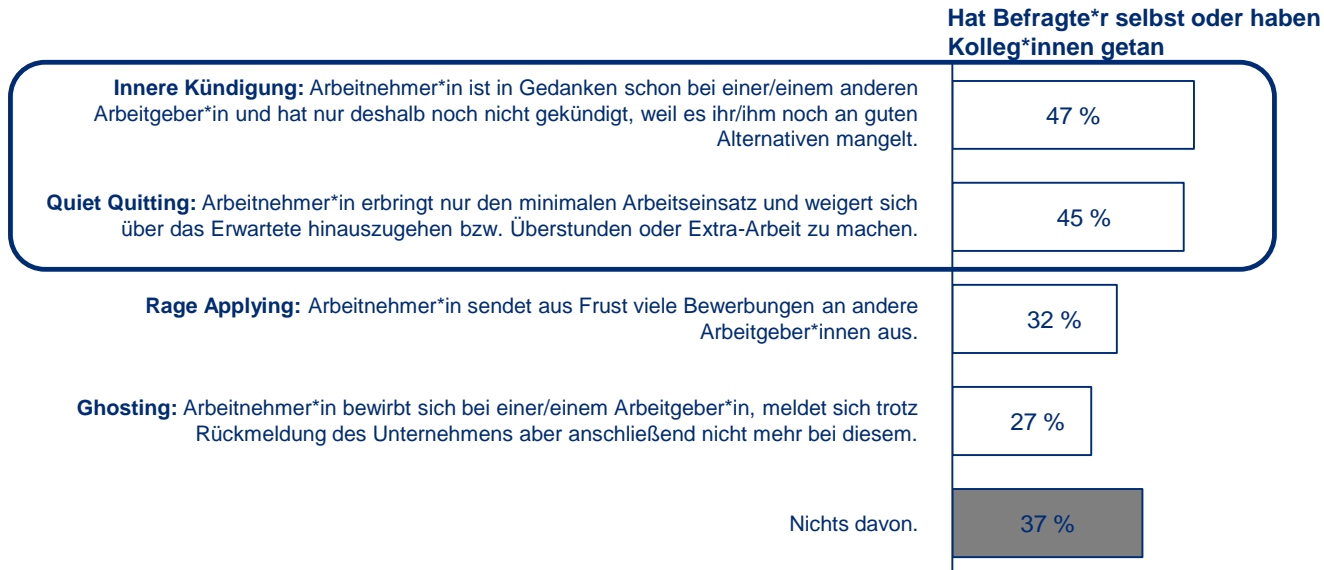 Hat Befragte*r selbst oder haben
Kolleg*innen getan
Innere Kündigung: Arbeitnehmer*in ist in Gedanken schon bei einer/einem anderen
Arbeitgeber*in und hat nur deshalb noch nicht gekündigt, weil es ihr/ihm noch an guten
Alternativen mangelt.
47 %
Quiet Quitting: Arbeitnehmer*in erbringt nur den minimalen Arbeitseinsatz und weigert sich
über das Erwartete hinauszugehen bzw. Überstunden oder Extra-Arbeit zu machen.
45 %
Rage Applying: Arbeitnehmer*in sendet aus Frust viele Bewerbungen an andere
Arbeitgeber*innen aus.
32 %
Ghosting: Arbeitnehmer*in bewirbt sich bei einer/einem Arbeitgeber*in, meldet sich trotz
Rückmeldung des Unternehmens aber anschließend nicht mehr bei diesem.
27 %
Nichts davon.
37 %